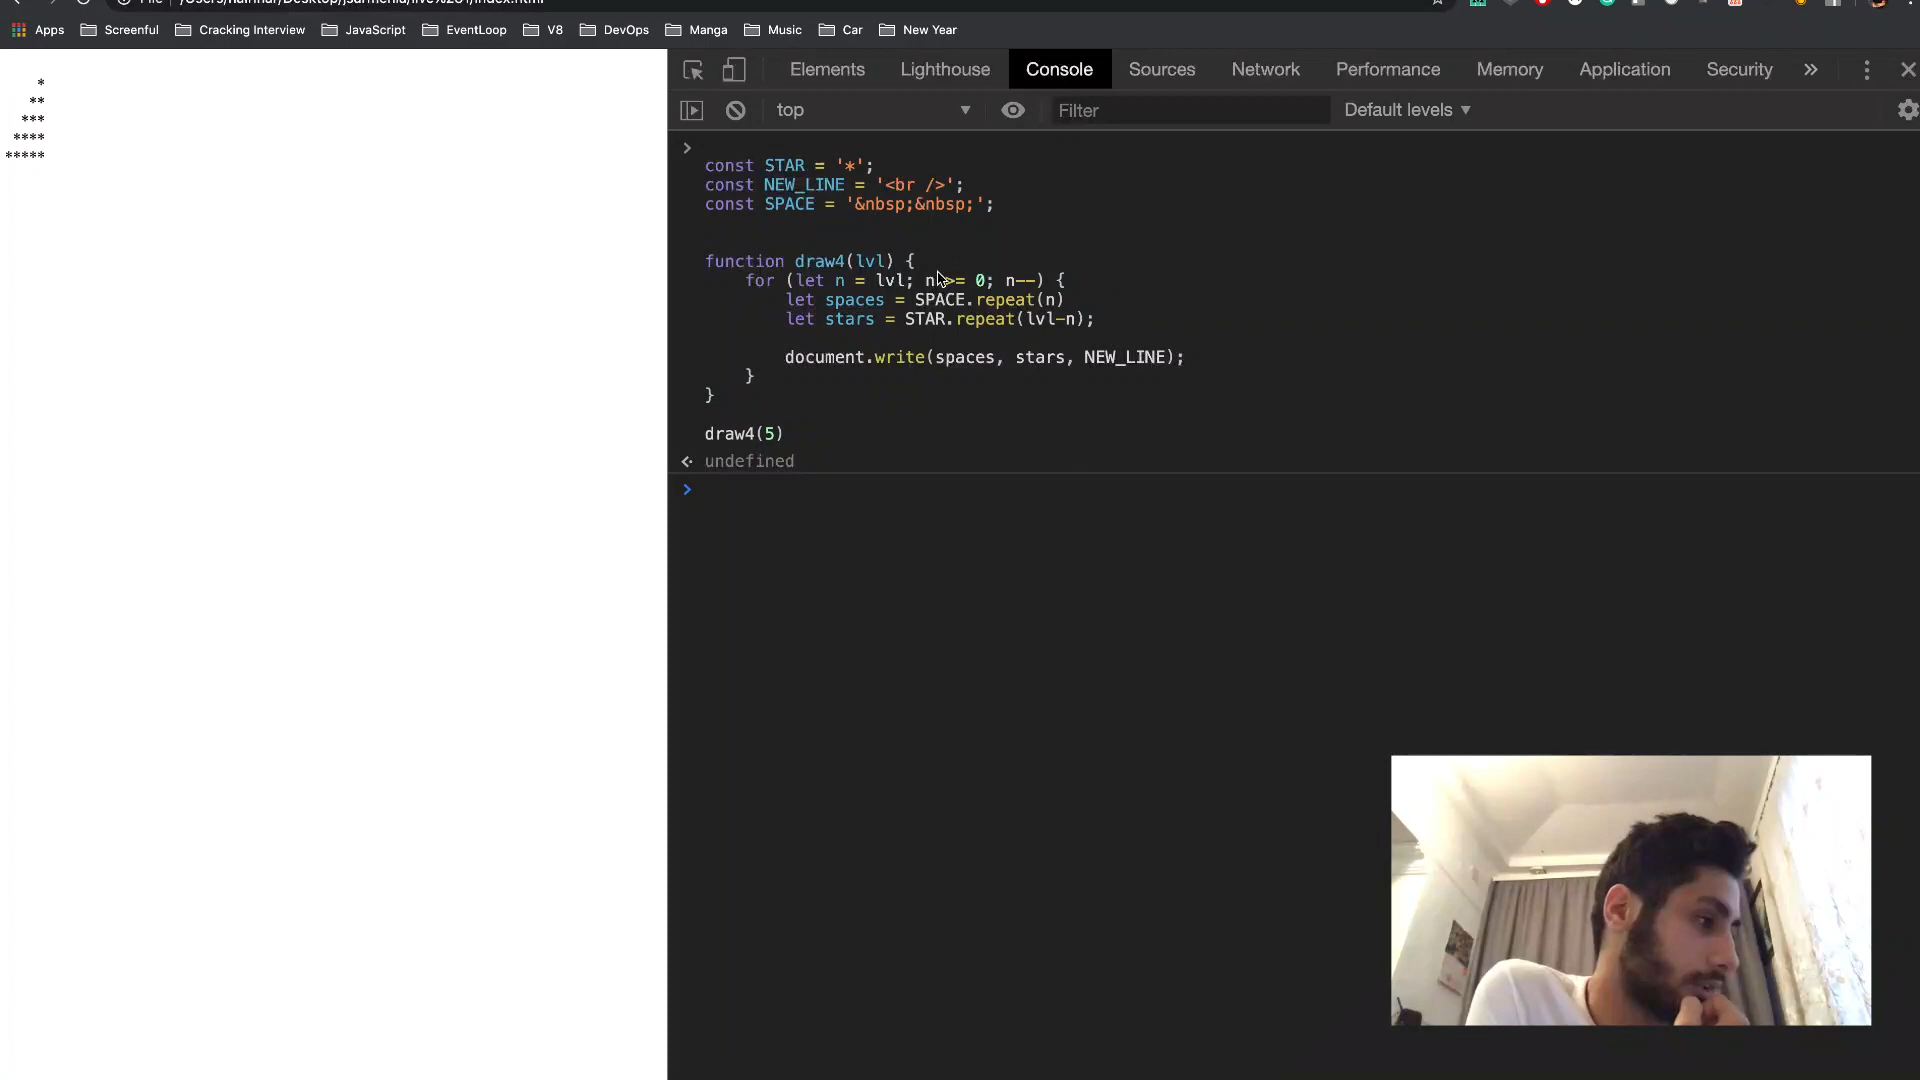 Apps Screenful Cracking Interview JavaScript EventLoop V8 DevOps Manga Music Car New Year
*
**
***
****
*****
Elements Lighthouse Console Sources Network Performance Memory Application Security »
top Filter Default levels
>
const STAR = '*';
const NEW_LINE = '<br />';
const SPACE = '&nbsp;&nbsp;';
function draw4(lvl) {
for (let n = lvl; n >= 0; n--) {
let spaces = SPACE.repeat(n)
let stars = STAR.repeat(lvl-n);
document.write(spaces, stars, NEW_LINE);
}
}
draw4(5)
undefined
>